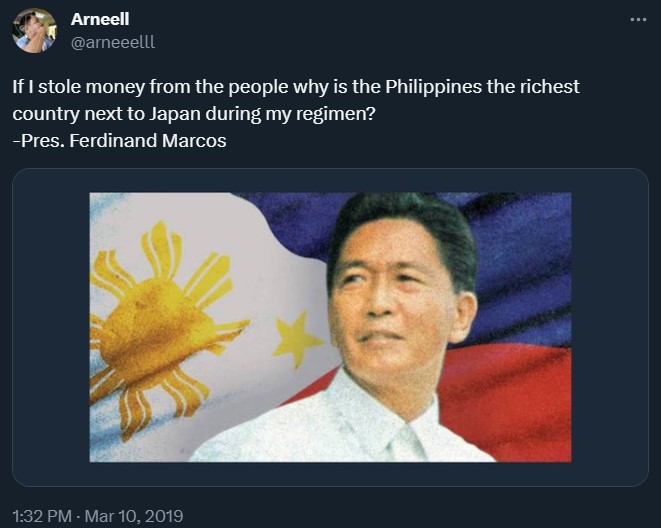 Arneell
@arneeelll
If I stole money from the people why is the Philippines the richest
country next to Japan during my regimen?
-Pres. Ferdinand Marcos
1:32 PM · Mar 10, 2019